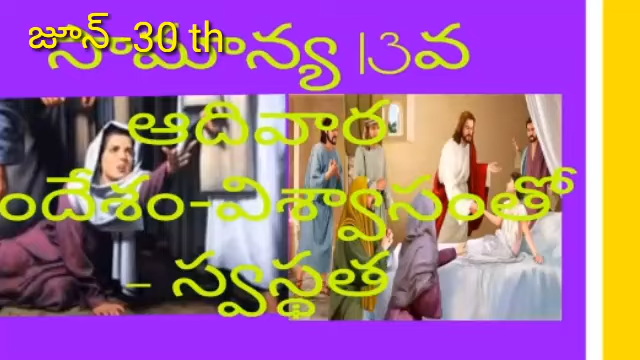 జూన్ -30 th
సామాన్య 13వ
ఆదివార
ందేశం-విశ్వాసంతో
- స్వస్థత